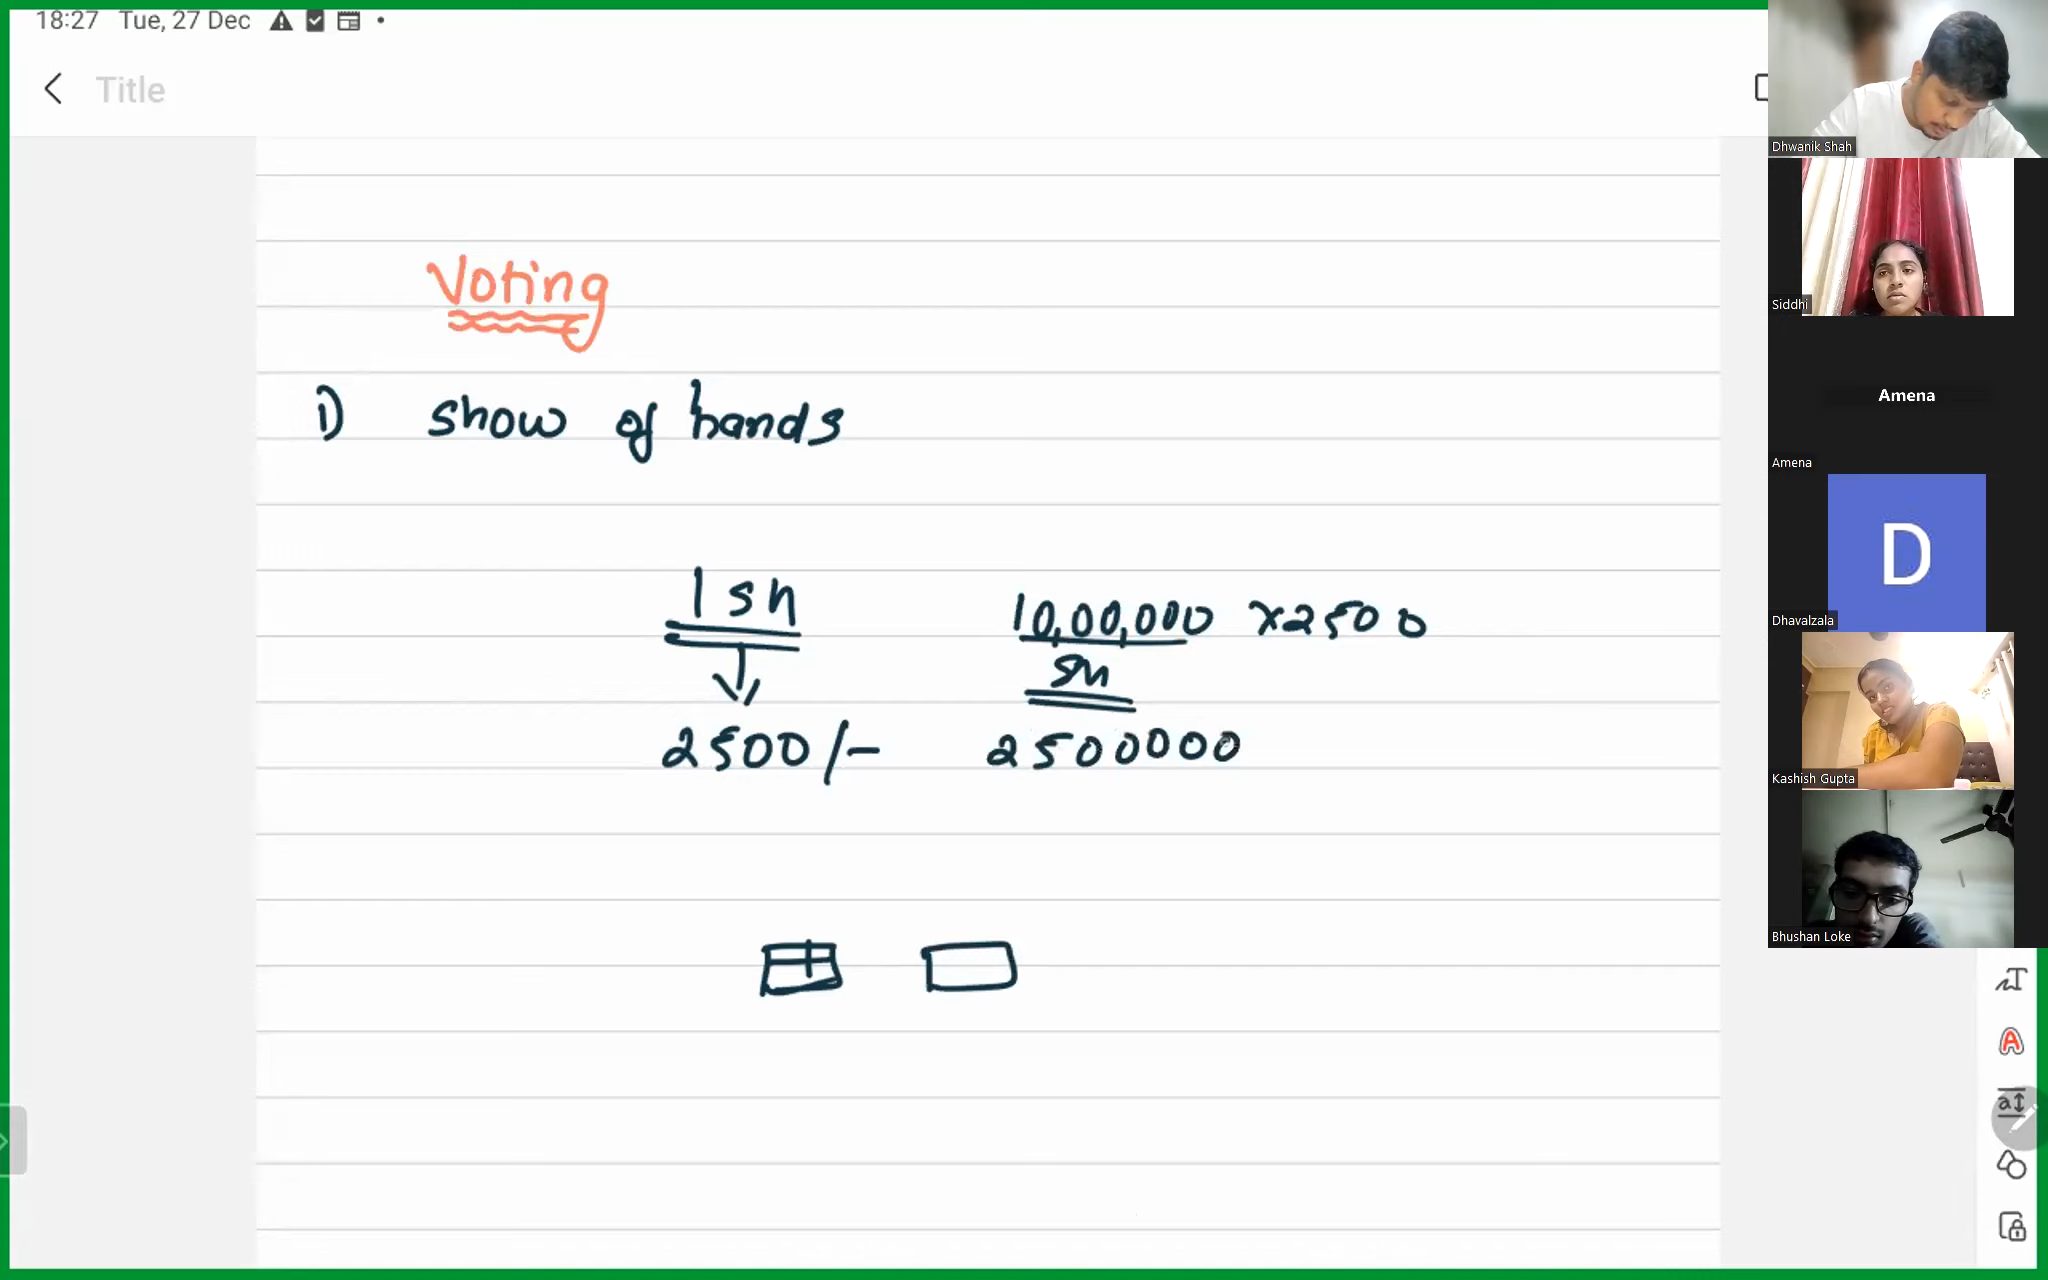 18:27 Tue, 27 Dec
Title
Voting
1) show of hands
1 sh
10,00,000 x2500
sh
2500/-
2500000
Dhwanik Shah
Siddhi
Amena
Amena
D
Dhavalzala
Kashish Gupta
Bhushan Loke
T
A
a